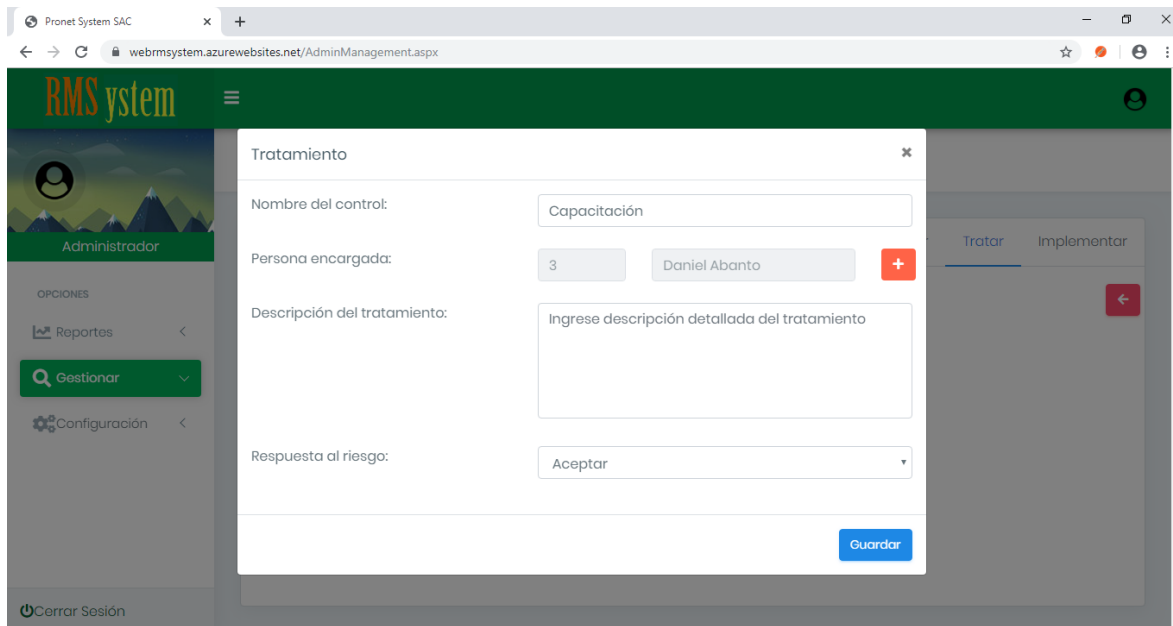 Pronet System SAC
webrmsystem.azurewebsites.net/AdminManagement.aspx
RMSystem
Administrador
OPCIONES
Reportes
Gestionar
Configuración
Cerrar Sesión
Tratar Implementar
Tratamiento
Nombre del control: Capacitación
Persona encargada: 3 Daniel Abanto +
Descripción del tratamiento: Ingrese descripción detallada del tratamiento
Respuesta al riesgo: Aceptar
Guardar